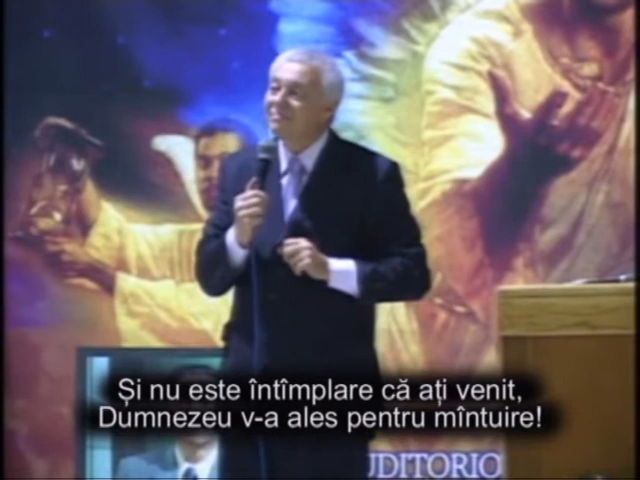 Și nu este întîmplare că ați venit,
Dumnezeu v-a ales pentru mîntuire!
UDITORIO